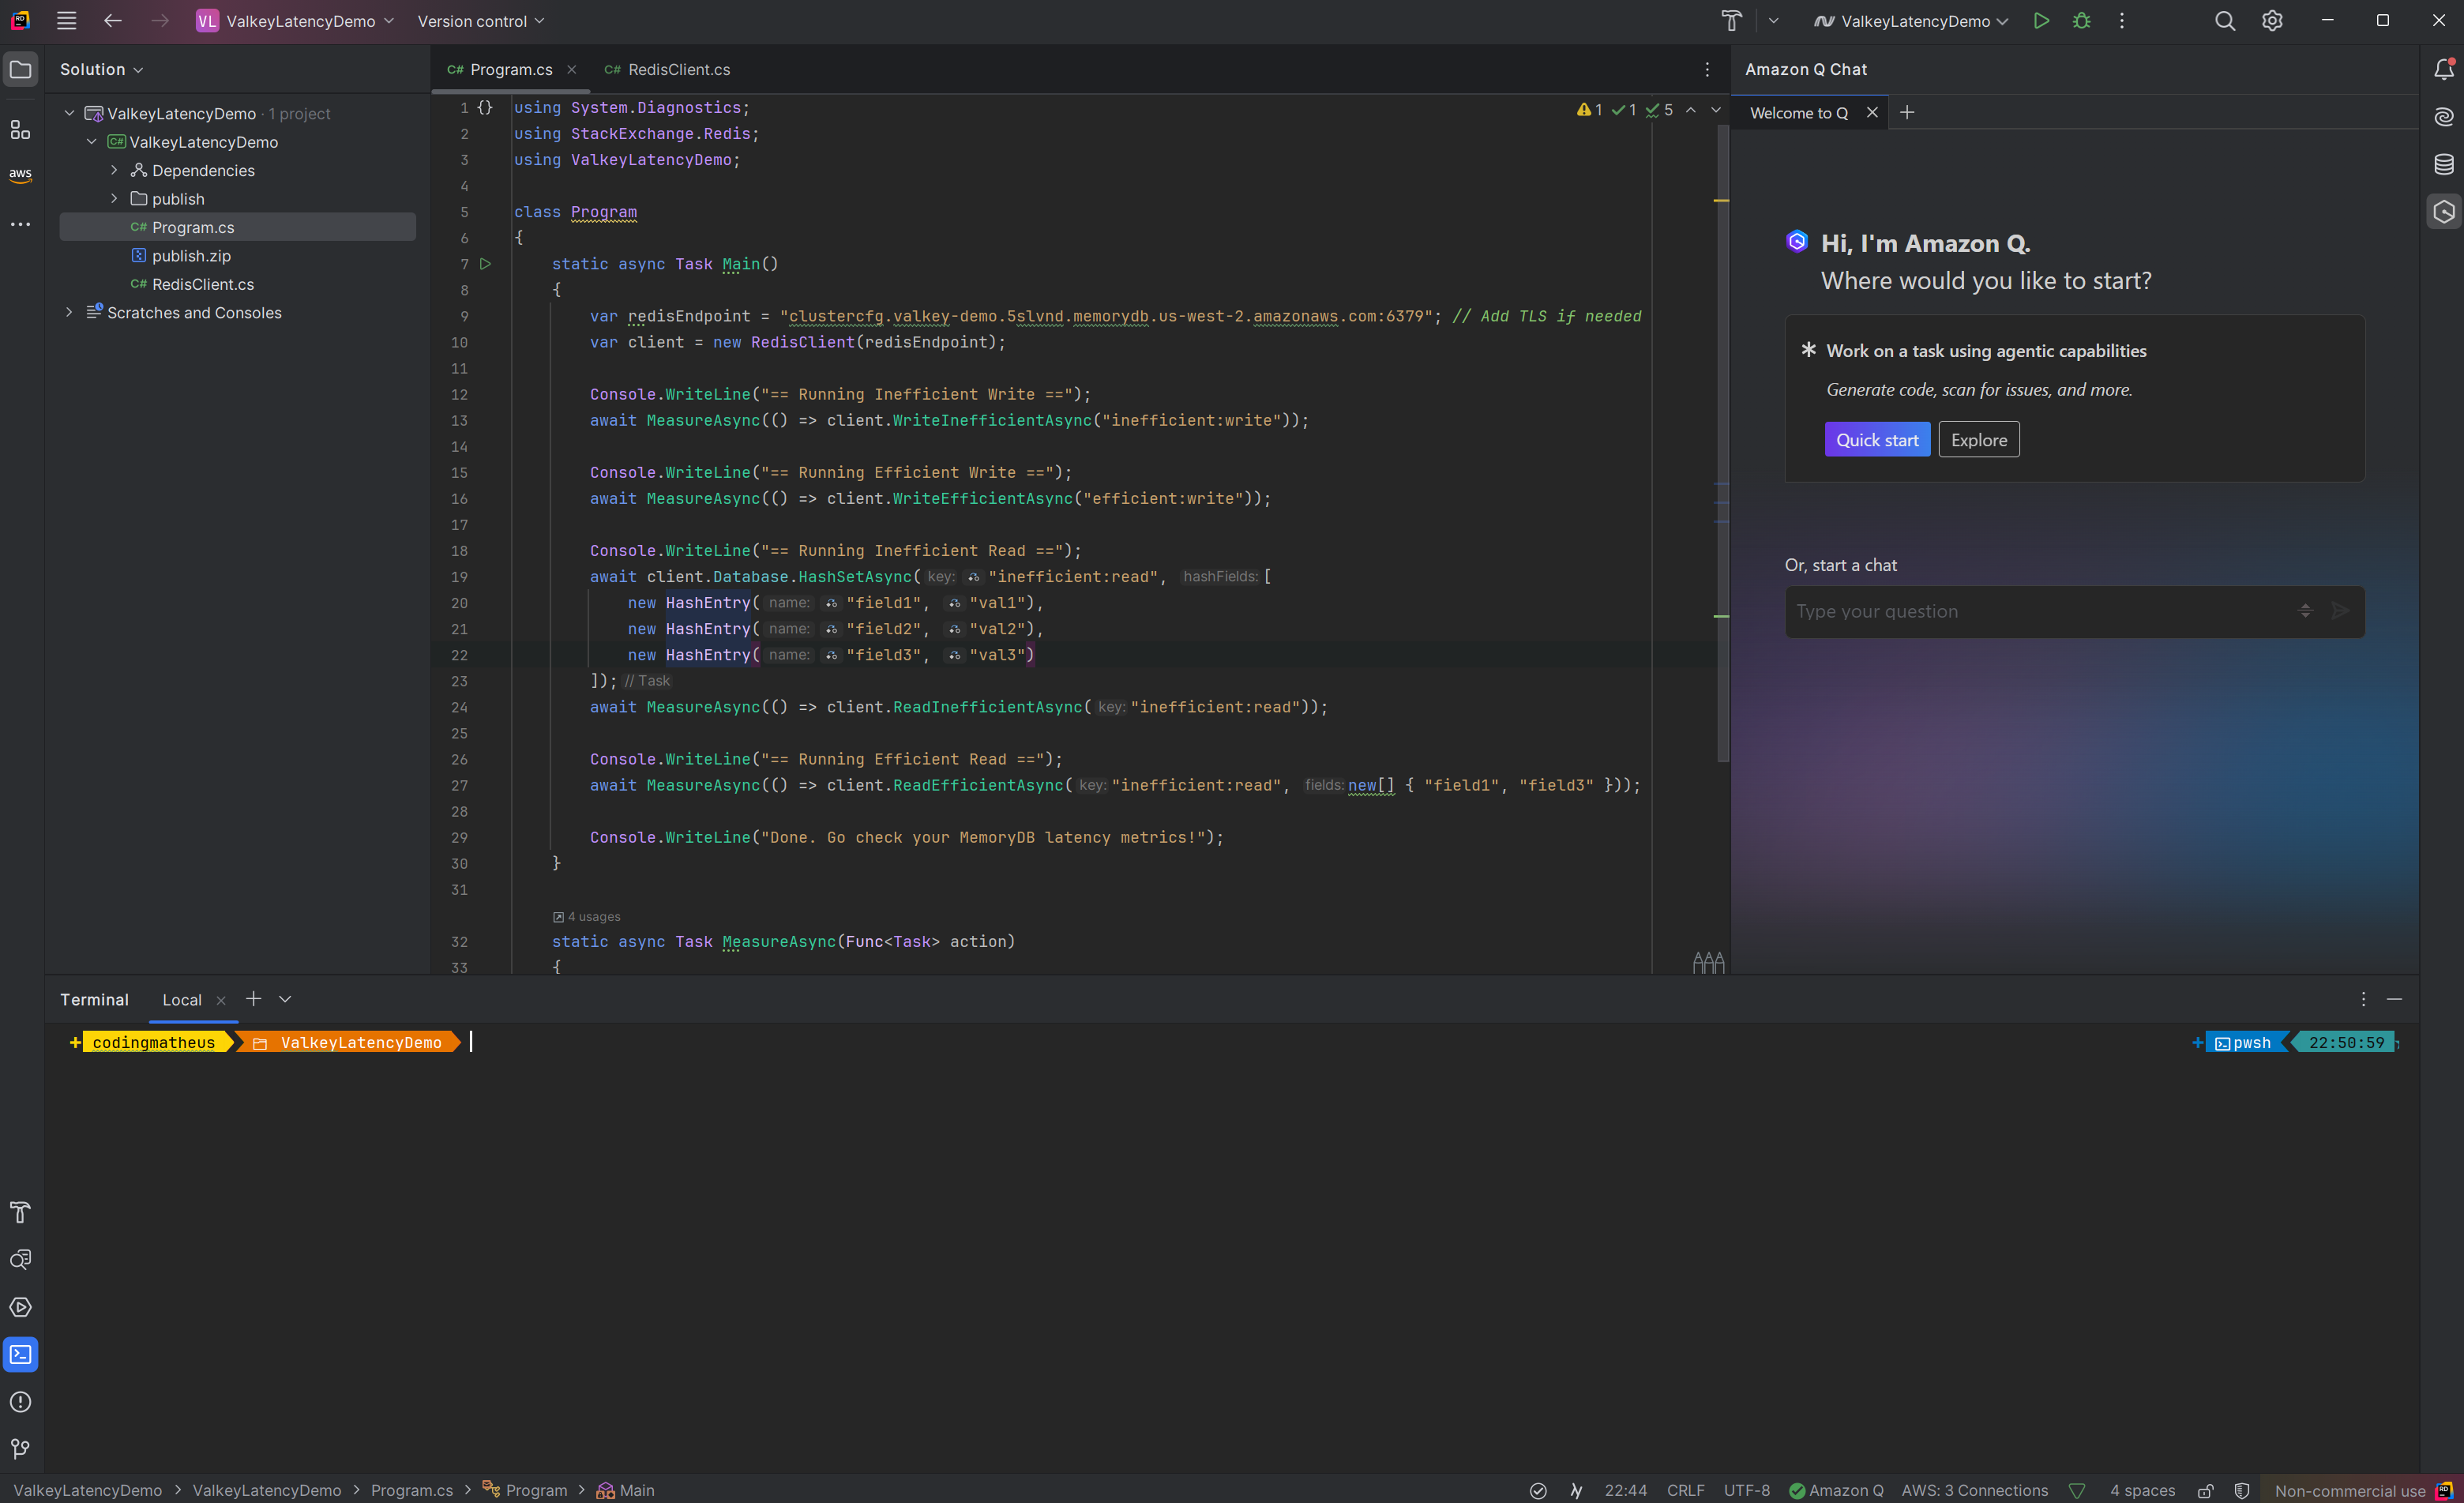 VL ValkeyLatencyDemo Version control ValkeyLatencyDemo
Solution
ValkeyLatencyDemo · 1 project
C# ValkeyLatencyDemo
Dependencies
publish
C# Program.cs
publish.zip
C# RedisClient.cs
Scratches and Consoles
aws
C# Program.cs C# RedisClient.cs
1 1 5
1 {} using System.Diagnostics;
2 using StackExchange.Redis;
3 using ValkeyLatencyDemo;
4
5 class Program
6 {
7 static async Task Main()
8 {
9 var redisEndpoint = "clustercfg.valkey-demo.5slvnd.memorydb.us-west-2.amazonaws.com:6379"; // Add TLS if needed
10 var client = new RedisClient(redisEndpoint);
11
12 Console.WriteLine("== Running Inefficient Write ==");
13 await MeasureAsync(() => client.WriteInefficientAsync("inefficient:write"));
14
15 Console.WriteLine("== Running Efficient Write ==");
16 await MeasureAsync(() => client.WriteEfficientAsync("efficient:write"));
17
18 Console.WriteLine("== Running Inefficient Read ==");
19 await client.Database.HashSetAsync( key: "inefficient:read", hashFields: [
20 new HashEntry( name: "field1", "val1"),
21 new HashEntry( name: "field2", "val2"),
22 new HashEntry( name: "field3", "val3")
23 ]); // Task
24 await MeasureAsync(() => client.ReadInefficientAsync( key: "inefficient:read"));
25
26 Console.WriteLine("== Running Efficient Read ==");
27 await MeasureAsync(() => client.ReadEfficientAsync( key: "inefficient:read", fields: new[] { "field1", "field3" }));
28
29 Console.WriteLine("Done. Go check your MemoryDB latency metrics!");
30 }
31
4 usages
32 static async Task MeasureAsync(Func<Task> action)
33 {
Amazon Q Chat
Welcome to Q
Hi, I'm Amazon Q.
Where would you like to start?
Work on a task using agentic capabilities
Generate code, scan for issues, and more.
Quick start Explore
Or, start a chat
Type your question
Terminal Local
codingmatheus ValkeyLatencyDemo pwsh 22:50:59
ValkeyLatencyDemo > ValkeyLatencyDemo > Program.cs > Program > Main 22:44 CRLF UTF-8 Amazon Q AWS: 3 Connections 4 spaces Non-commercial use